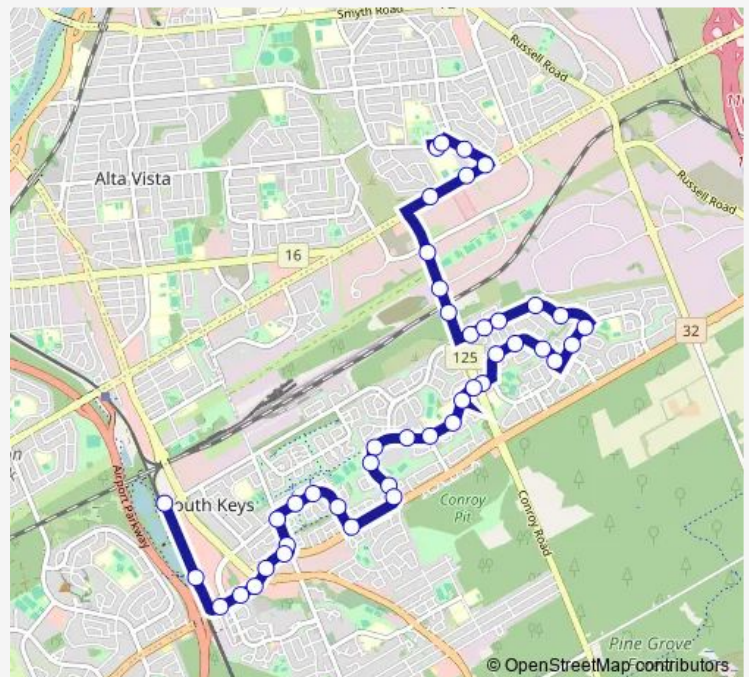 Smyth Road
Russell Road
Alta Vista
16
Russell Road
32
125
Airport Parkway
outh Keys
Conroy
Pit
Conroy Road
Pine Grove
© OpenStreetMap contributors